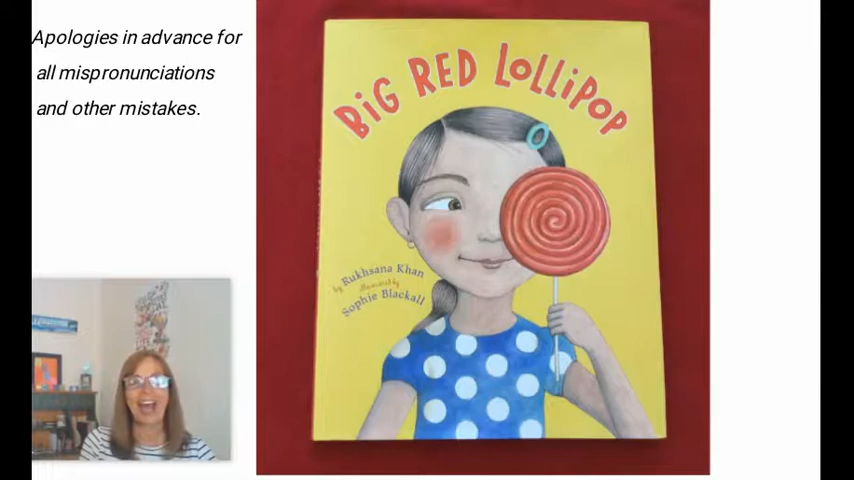 Apologies in advance for
all mispronunciations
and other mistakes.
BiG RED LOLLiPOP
by Rukhsana Khan
illustrated by
Sophie Blackall